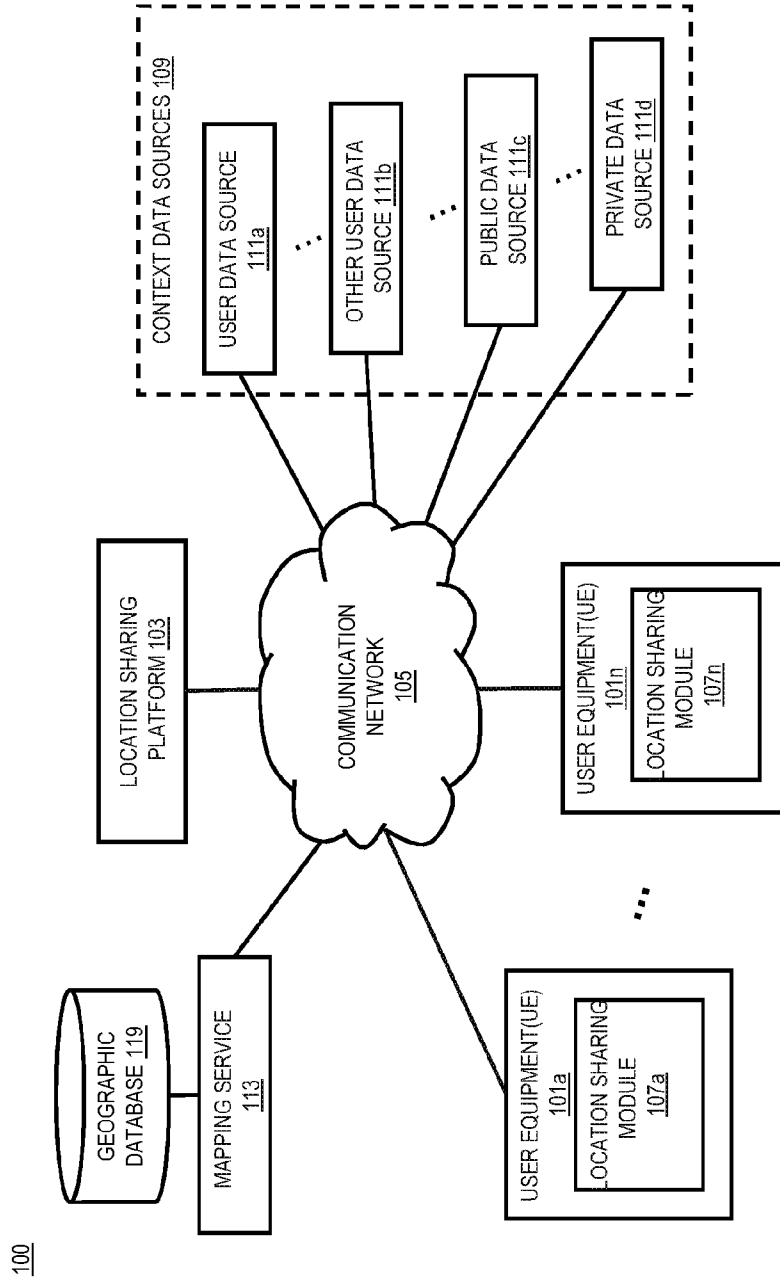 100
GEOGRAPHIC
DATABASE 119
MAPPING SERVICE
113
LOCATION SHARING
PLATFORM 103
CONTEXT DATA SOURCES 109
USER DATA SOURCE
111a
OTHER USER DATA
SOURCE 111b
PUBLIC DATA
SOURCE 111c
PRIVATE DATA
SOURCE 111d
COMMUNICATION
NETWORK
105
USER EQUIPMENT(UE)
101a
LOCATION SHARING
MODULE
107a
USER EQUIPMENT(UE)
101n
LOCATION SHARING
MODULE
107n